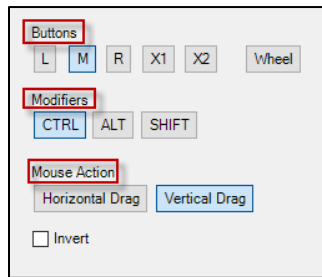 Buttons
L M R X1 X2 Wheel
Modifiers
CTRL ALT SHIFT
Mouse Action
Horizontal Drag Vertical Drag
Invert